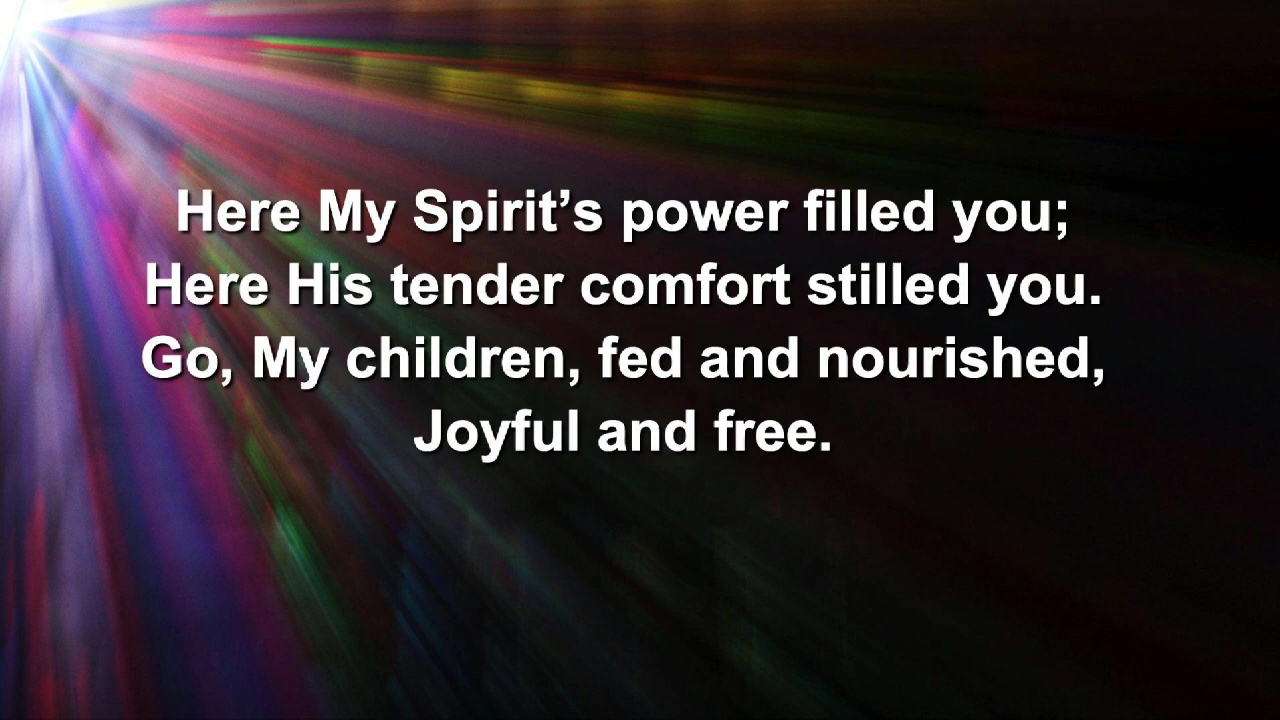 Here My Spirit’s power filled you;
Here His tender comfort stilled you.
Go, My children, fed and nourished,
Joyful and free.